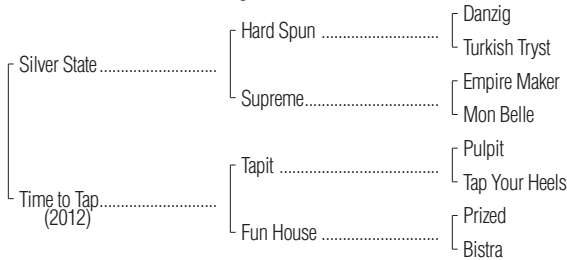 Danzig
Hard Spun ..............................
Turkish Tryst
Silver State..............................
Empire Maker
Supreme..................................
Mon Belle
Pulpit
Tapit ........................................
Tap Your Heels
Time to Tap..............................
(2012)
Prized
Fun House ..............................
Bistra